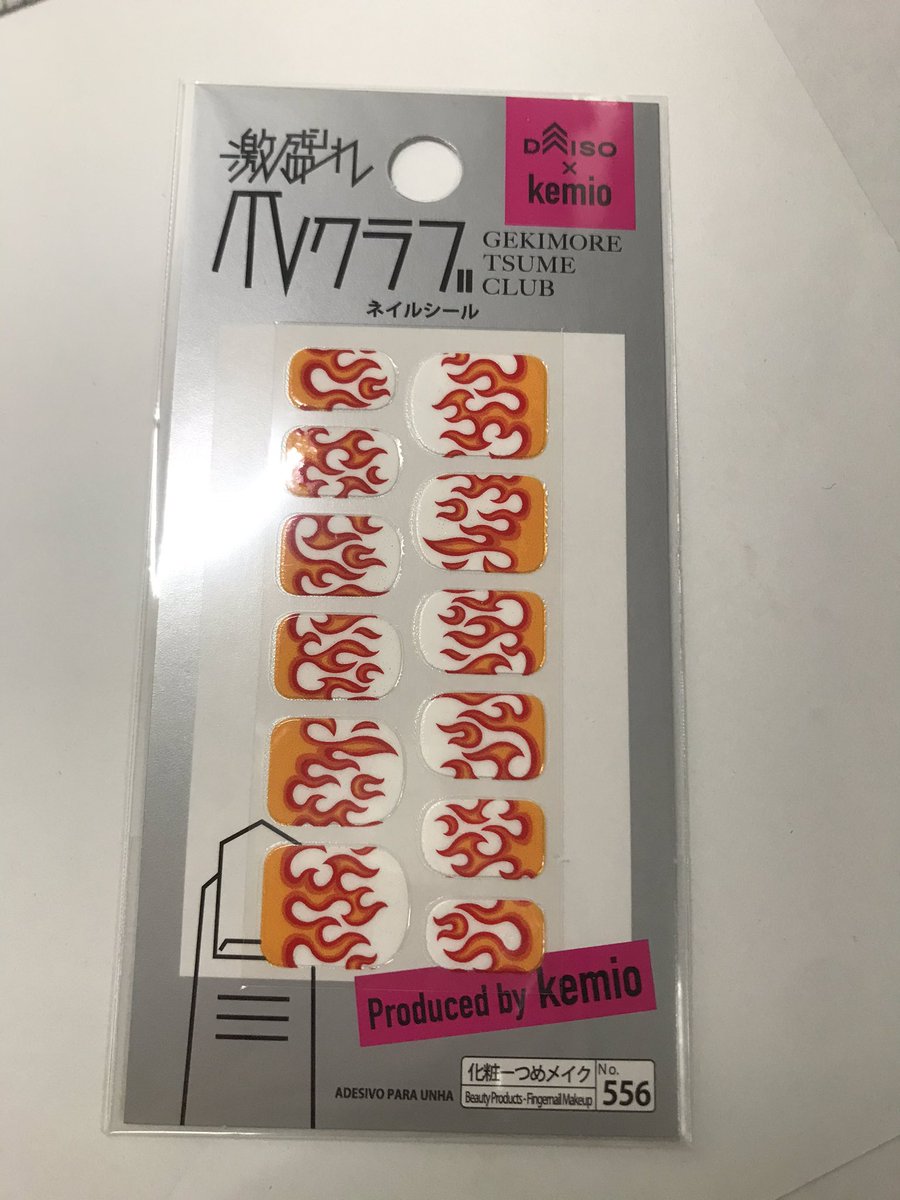 DAISO
×
kemio
激盛れ
爪クラブ
GEKIMORE
TSUME
CLUB
ネイルシール
Produced by kemio
ADESIVO PARA UNHA
化粧ーつめメイク
Beauty Products - Fingernail Makeup
No.
556